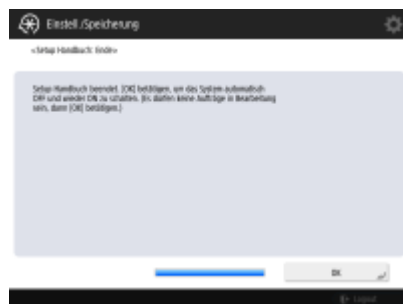 Einstell./Speicherung
<Setup Handbuch: Ende>
Setup Handbuch beendet. [OK] betätigen, um das System automatisch
OFF und wieder ON zu schalten. (Es dürfen keine Aufträge in Bearbeitung
sein, dann [OK] betätigen.)
OK
Logout